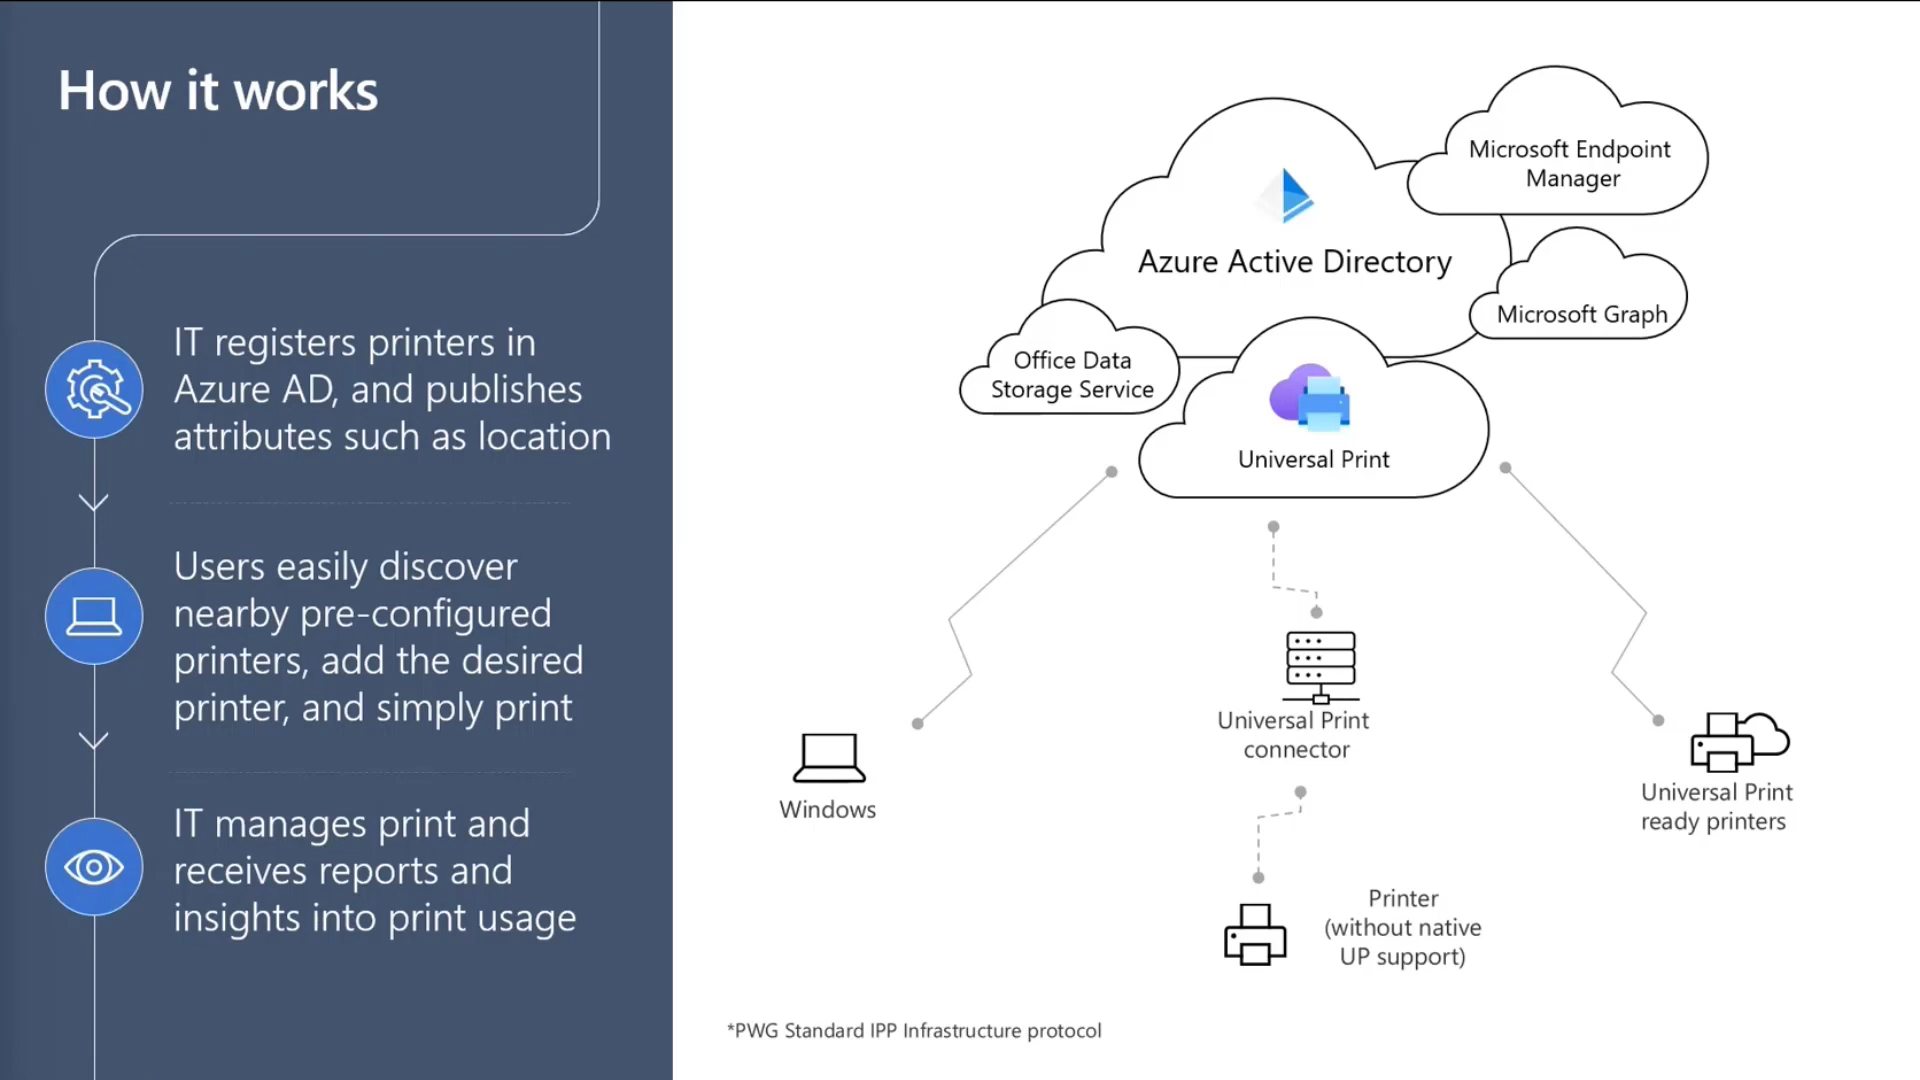 How it works
IT registers printers in
Azure AD, and publishes
attributes such as location
Users easily discover
nearby pre-configured
printers, add the desired
printer, and simply print
IT manages print and
receives reports and
insights into print usage
Microsoft Endpoint
Manager
Azure Active Directory
Microsoft Graph
Office Data
Storage Service
Universal Print
Universal Print
connector
Windows
Universal Print
ready printers
Printer
(without native
UP support)
*PWG Standard IPP Infrastructure protocol